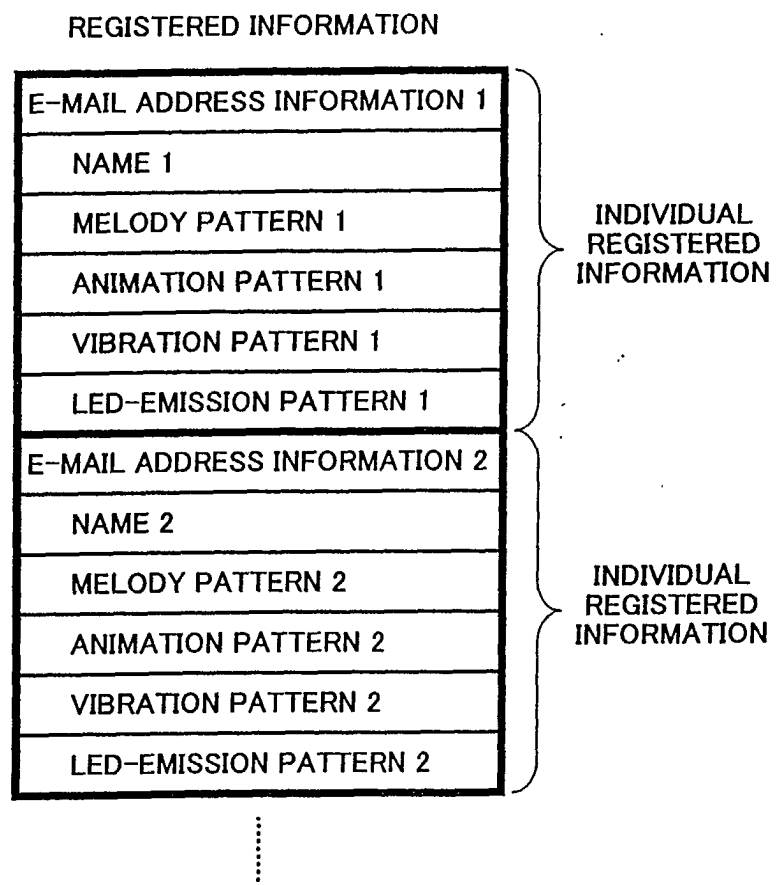 REGISTERED INFORMATION
E-MAIL ADDRESS INFORMATION 1
NAME 1
MELODY PATTERN 1
ANIMATION PATTERN 1
VIBRATION PATTERN 1
LED-EMISSION PATTERN 1
INDIVIDUAL
REGISTERED
INFORMATION
E-MAIL ADDRESS INFORMATION 2
NAME 2
MELODY PATTERN 2
ANIMATION PATTERN 2
VIBRATION PATTERN 2
LED-EMISSION PATTERN 2
INDIVIDUAL
REGISTERED
INFORMATION